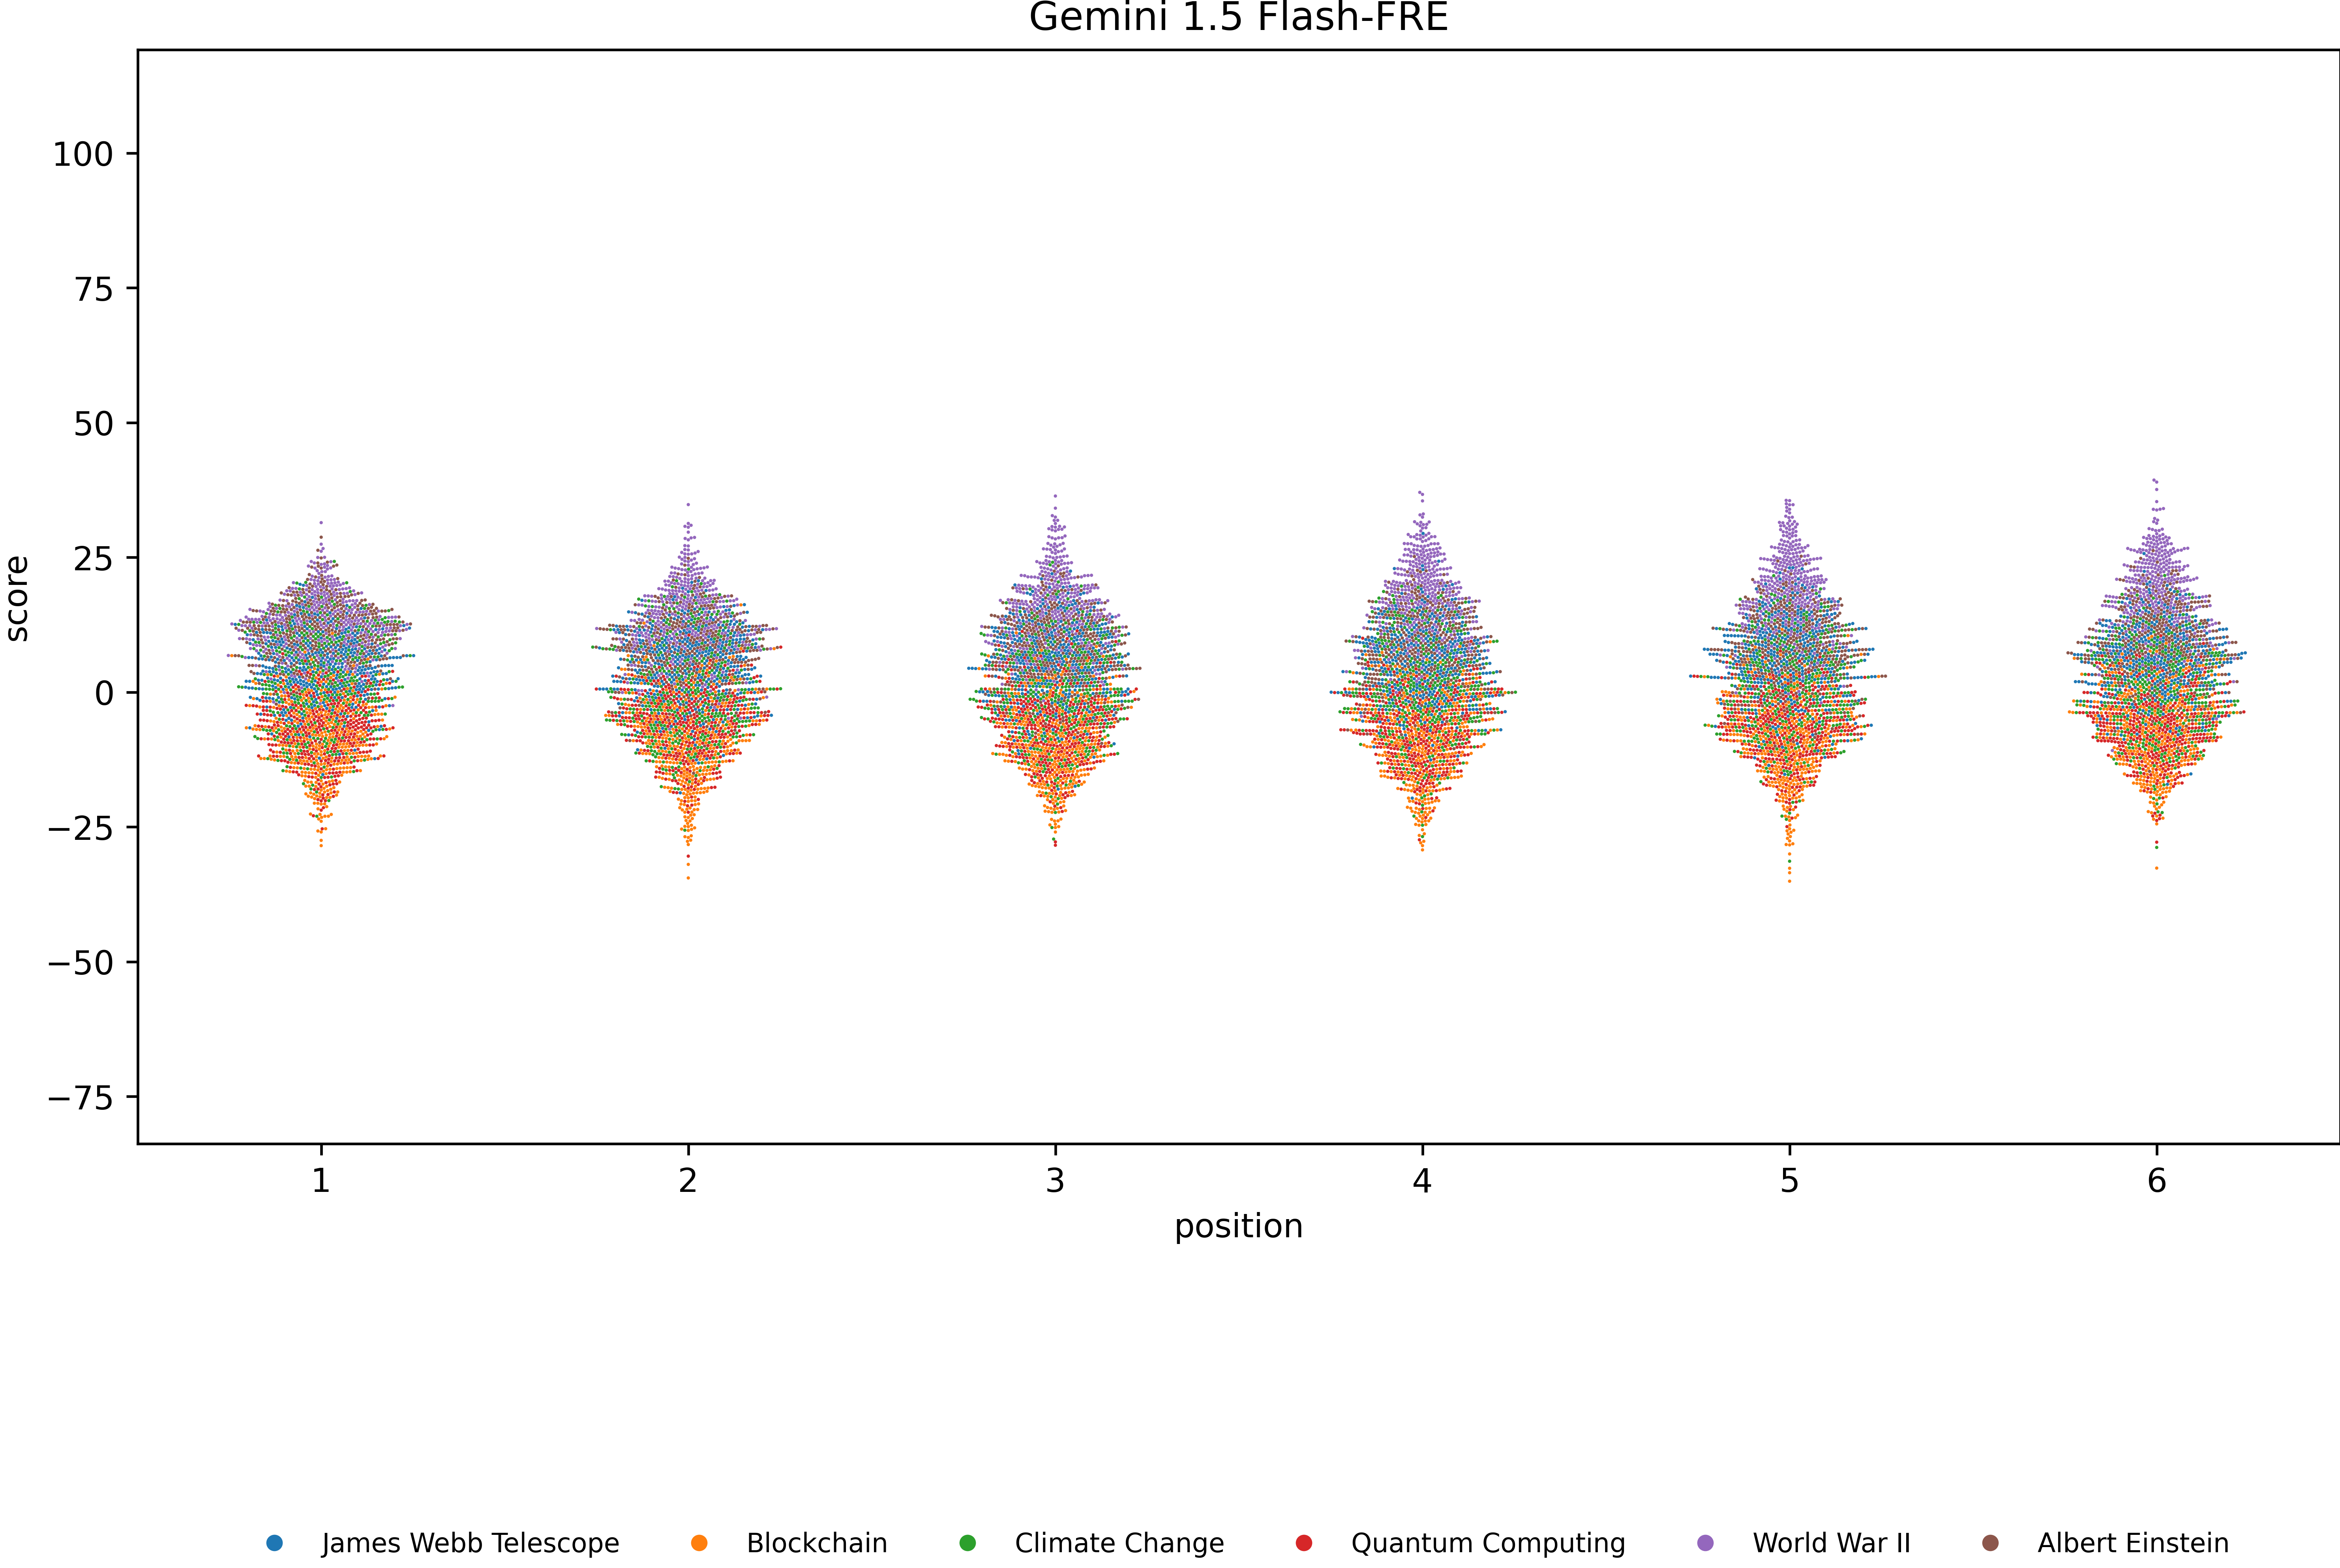 Gemini 1.5 Flash-FRE
100
75
50
25
0
−25
−50
−75
score
1 2 3 4 5 6
position
James Webb Telescope Blockchain Climate Change Quantum Computing World War II Albert Einstein